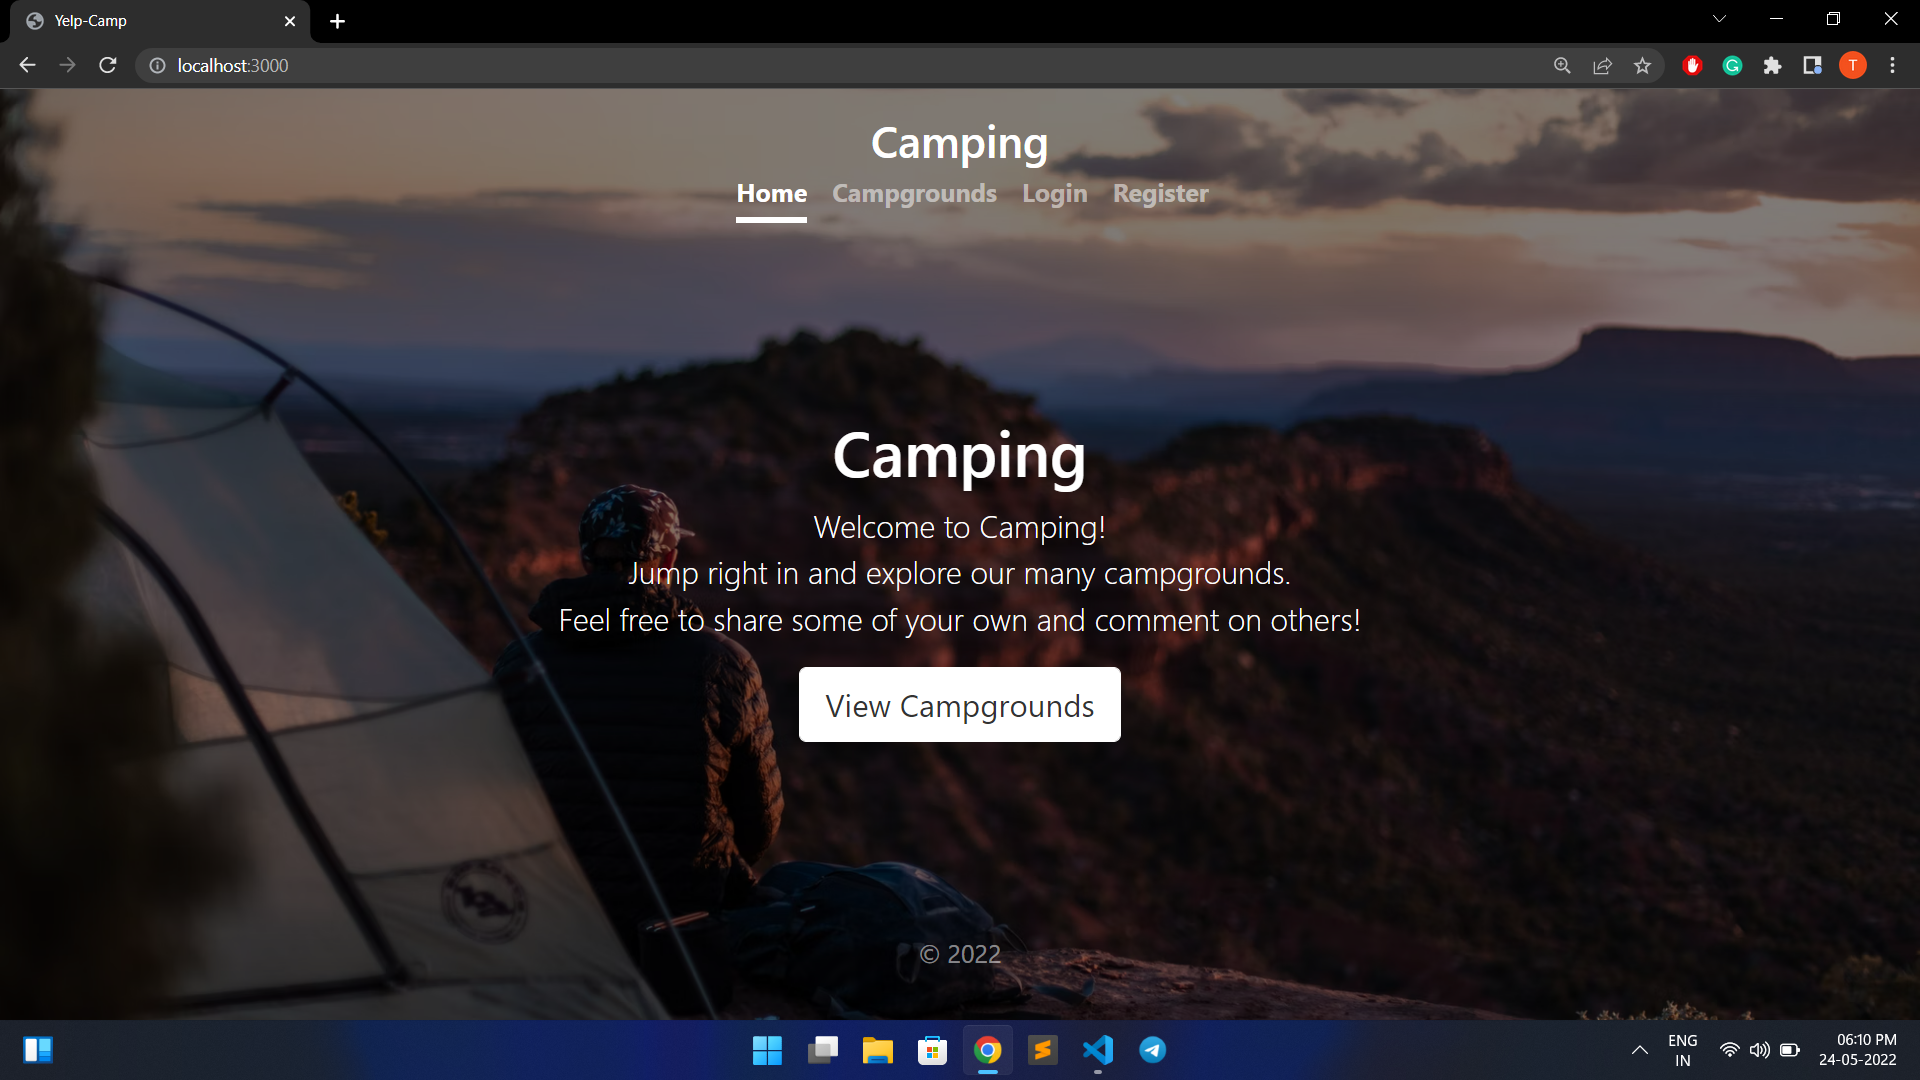 Yelp-Camp
localhost:3000
T
Camping
Home Campgrounds Login Register
Camping
Welcome to Camping!
Jump right in and explore our many campgrounds.
Feel free to share some of your own and comment on others!
View Campgrounds
© 2022
ENG
IN
06:10 PM
24-05-2022